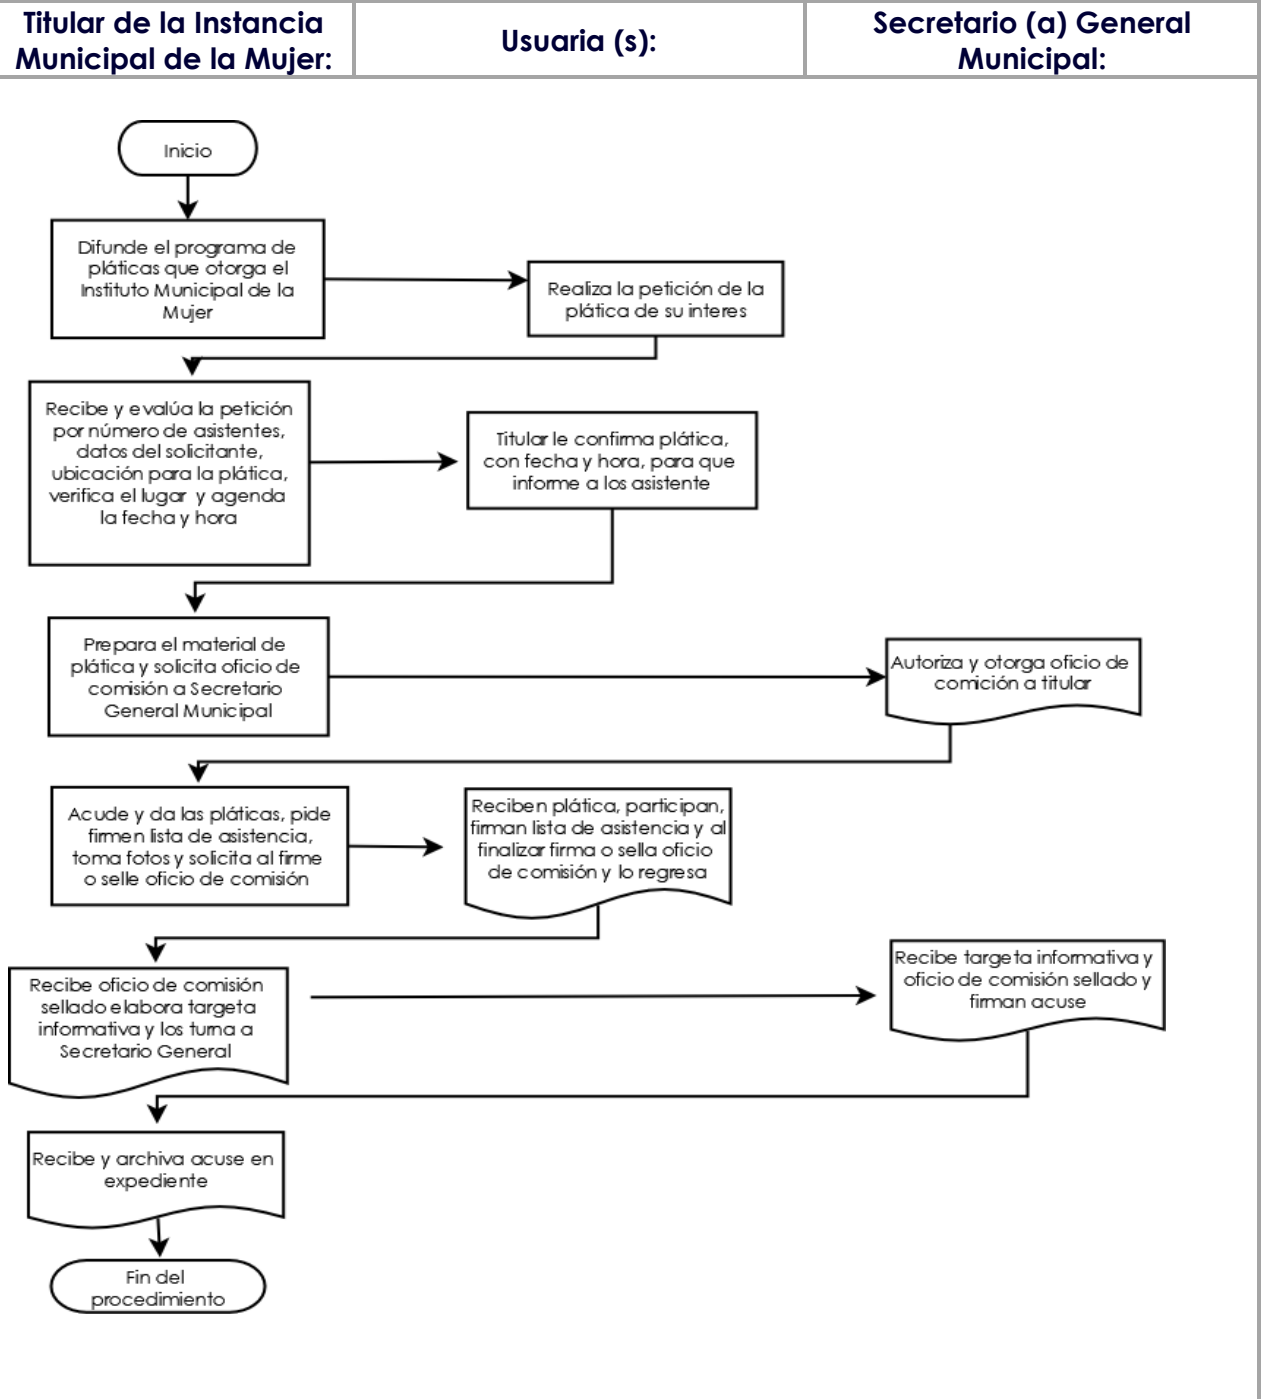 Titular de la Instancia
Municipal de la Mujer:
Usuaria (s):
Secretario (a) General
Municipal:
Inicio
Difunde el programa de
pláticas que otorga el
Instituto Municipal de la
Mujer
Realiza la petición de la
plática de su interes
Recibe y evalúa la petición
por número de asistentes,
datos del solicitante,
ubicación para la plática,
verifica el lugar y agenda
la fecha y hora
Titular le confirma plática,
con fecha y hora, para que
informe a los asistente
Prepara el material de
plática y solicita oficio de
comisión a Secretario
General Municipal
Autoriza y otorga oficio de
comición a titular
Acude y da las pláticas, pide
firmen lista de asistencia,
toma fotos y solicita al firme
o selle oficio de comisión
Reciben plática, participan,
firman lista de asistencia y al
finalizar firma o sella oficio
de comisión y lo regresa
Recibe oficio de comisión
sellado elabora targeta
informativa y los turna a
Secretario General
Recibe targeta informativa y
oficio de comisión sellado y
firman acuse
Recibe y archiva acuse en
expediente
Fin del
procedimiento